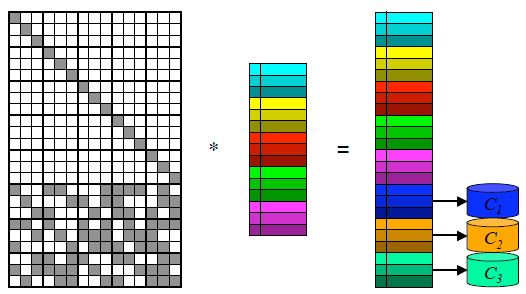 * =
C1
C2
C3